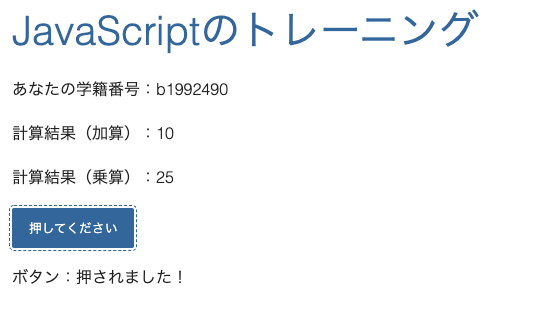 JavaScriptのトレーニング
あなたの学籍番号：b1992490
計算結果（加算）：10
計算結果（乗算）：25
押してください
ボタン：押されました！